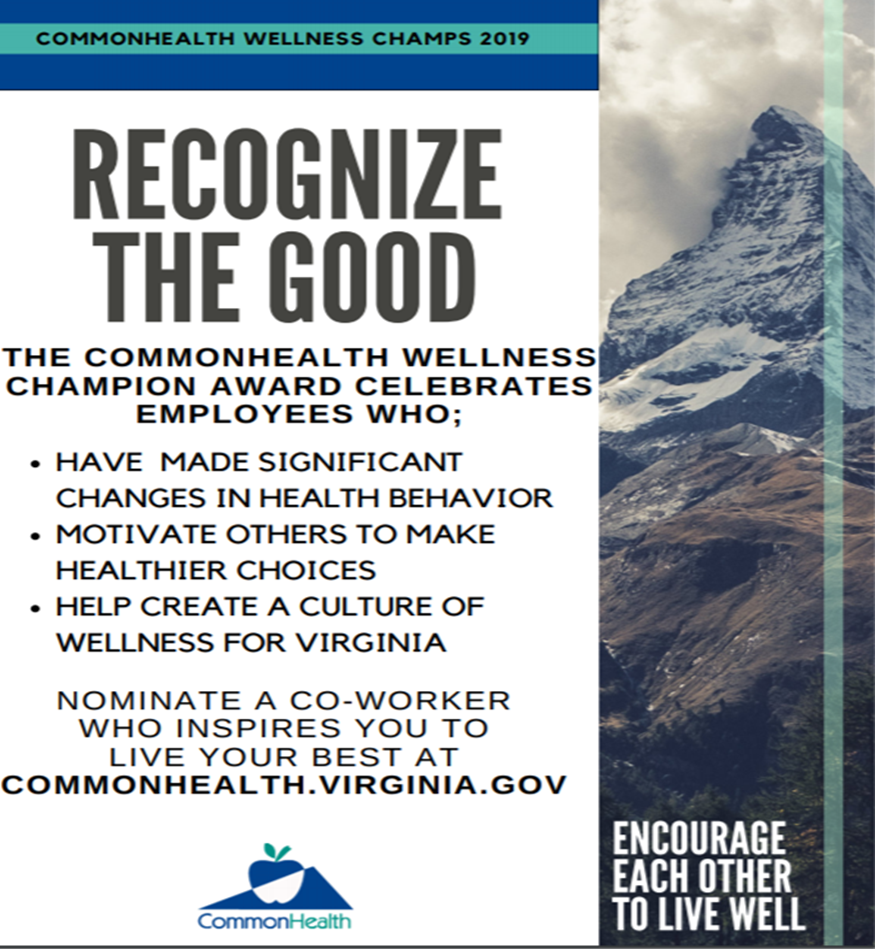 COMMONHEALTH WELLNESS CHAMPS 2019
RECOGNIZE
THE GOOD
THE COMMONHEALTH WELLNESS
CHAMPION AWARD CELEBRATES
EMPLOYEES WHO;
• HAVE MADE SIGNIFICANT
CHANGES IN HEALTH BEHAVIOR
• MOTIVATE OTHERS TO MAKE
HEALTHIER CHOICES
• HELP CREATE A CULTURE OF
WELLNESS FOR VIRGINIA
NOMINATE A CO-WORKER
WHO INSPIRES YOU TO
LIVE YOUR BEST AT
COMMONHEALTH.VIRGINIA.GOV
CommonHealth
ENCOURAGE
EACH OTHER
TO LIVE WELL